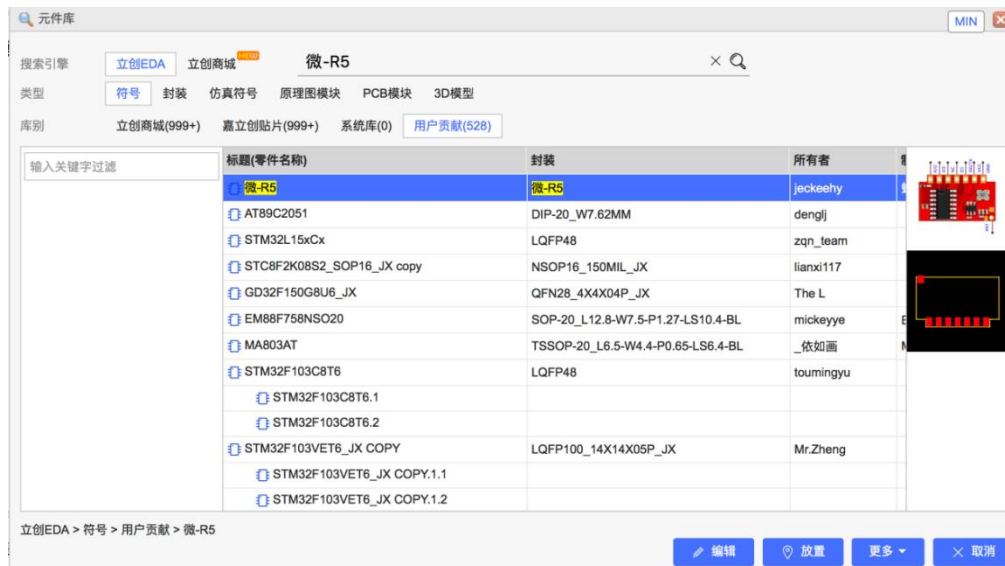 元件库 MIN
搜索引擎 立创EDA 立创商城 NEW 微-R5
类型 符号 封装 仿真符号 原理图模块 PCB模块 3D模型
库别 立创商城(999+) 嘉立创贴片(999+) 系统库(0) 用户贡献(528)
输入关键字过滤
标题(零件名称) 封装 所有者
微-R5 微-R5 jeckeehy
AT89C2051 DIP-20_W7.62MM denglj
STM32L15xCx LQFP48 zqn_team
STC8F2K08S2_SOP16_JX copy NSOP16_150MIL_JX lianxi117
GD32F150G8U6_JX QFN28_4X4X04P_JX The L
EM88F758NSO20 SOP-20_L12.8-W7.5-P1.27-LS10.4-BL mickeyye
MA803AT TSSOP-20_L6.5-W4.4-P0.65-LS6.4-BL _依如画
STM32F103C8T6 LQFP48 toumingyu
STM32F103C8T6.1
STM32F103C8T6.2
STM32F103VET6_JX COPY LQFP100_14X14X05P_JX Mr.Zheng
STM32F103VET6_JX COPY.1.1
STM32F103VET6_JX COPY.1.2
立创EDA > 符号 > 用户贡献 > 微-R5
编辑 放置 更多 取消